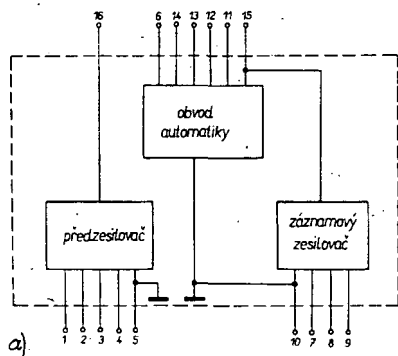 16 6 14 13 12 11 15
obvod
automatiky
předzesilovač
záznamový
zesilovač
1 2 3 4 5 10 7 8 9
a)